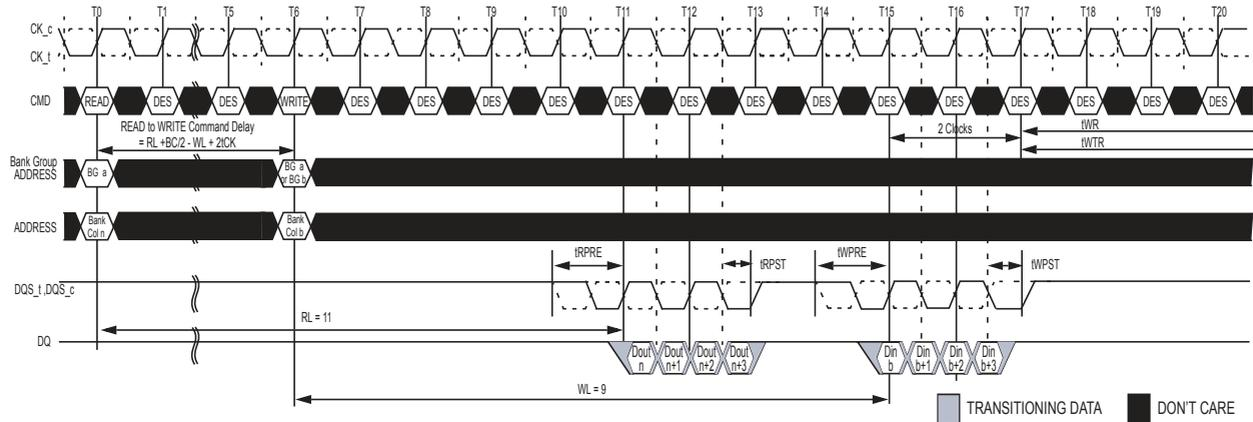 T0 T1 T5 T6 T7 T8 T9 T10 T11 T12 T13 T14 T15 T16 T17 T18 T19 T20
CK_c
CK_t
CMD READ DES DES WRITE DES DES DES DES DES DES DES DES DES DES DES DES DES DES
READ to WRITE Command Delay
= RL +BC/2 - WL + 2tCK
2 Clocks
tWR
tWTR
Bank Group
ADDRESS
BG a
BG a
or BG b
ADDRESS
Bank
Col n
Bank
Col b
tRPRE
tRPST
tWPRE
tWPST
DQS_t ,DQS_c
RL = 11
DQ
Dout
n
Dout
n+1
Dout
n+2
Dout
n+3
Din
b
Din
b+1
Din
b+2
Din
b+3
WL = 9
TRANSITIONING DATA
DON'T CARE